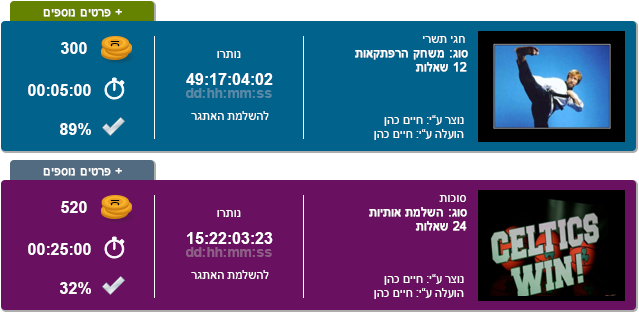 + פרטים נוספים
חגי תשרי
סוג: משחק הרפתקאות
12 שאלות
נוצר ע"י: חיים כהן
הועלה ע"י: חיים כהן
נותרו
49:17:04:02
dd:hh:mm:ss
להשלמת האתגר
300
00:05:00
89%
+ פרטים נוספים
סוכות
סוג: השלמת אותיות
24 שאלות
נוצר ע"י: חיים כהן
הועלה ע"י: חיים כהן
CELTICS
WIN!
נותרו
15:22:03:23
dd:hh:mm:ss
להשלמת האתגר
520
00:25:00
32%